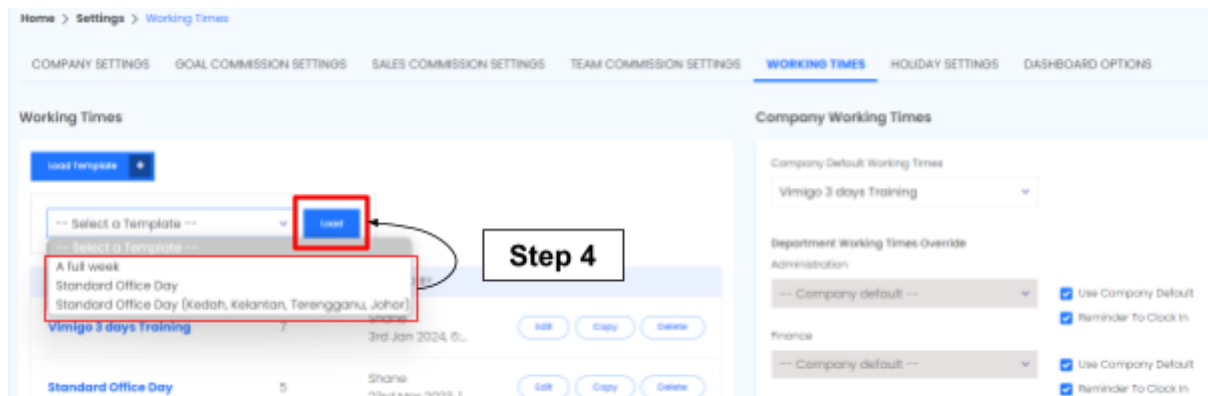 Home > Settings > Working Times
COMPANY SETTINGS GOAL COMMISSION SETTINGS SALES COMMISSION SETTINGS TEAM COMMISSION SETTINGS WORKING TIMES HOLIDAY SETTINGS DASHBOARD OPTIONS
Working Times
Load Template +
-- Select a Template --
Load
-- Select a Template --
A full week
Standard Office Day
Standard Office Day (Kedah, Kelantan, Terengganu, Johor)
Step 4
Vimigo 3 days Training 7 Shane Edit Copy Delete
3rd Jan 2024, 6:...
Standard Office Day 5 Shane Edit Copy Delete
Company Working Times
Company Default Working Times
Vimigo 3 days Training
Department Working Times Override
Administration
-- Company default -- Use Company Default
Reminder To Clock In
Finance
-- Company default -- Use Company Default
Reminder To Clock In